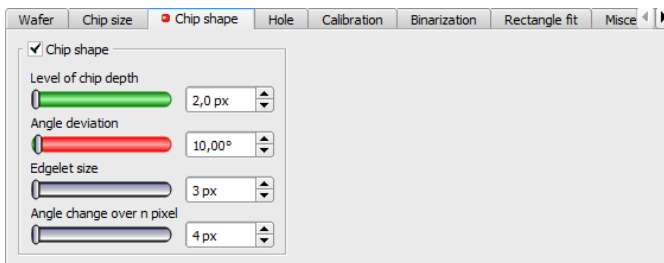 Wafer Chip size Chip shape Hole Calibration Binarization Rectangle fit Misce
Chip shape
Level of chip depth
2,0 px
Angle deviation
10,00°
Edgelet size
3 px
Angle change over n pixel
4 px